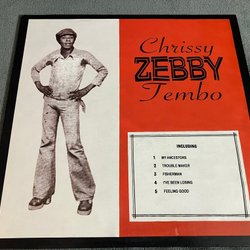 Chrissy
ZEBBY
Tembo
INCLUDING
1 MY ANCESTORS
2 TROUBLE MAKER
3 FISHERMAN
4 I'VE BEEN LOSING
5 FEELING GOOD